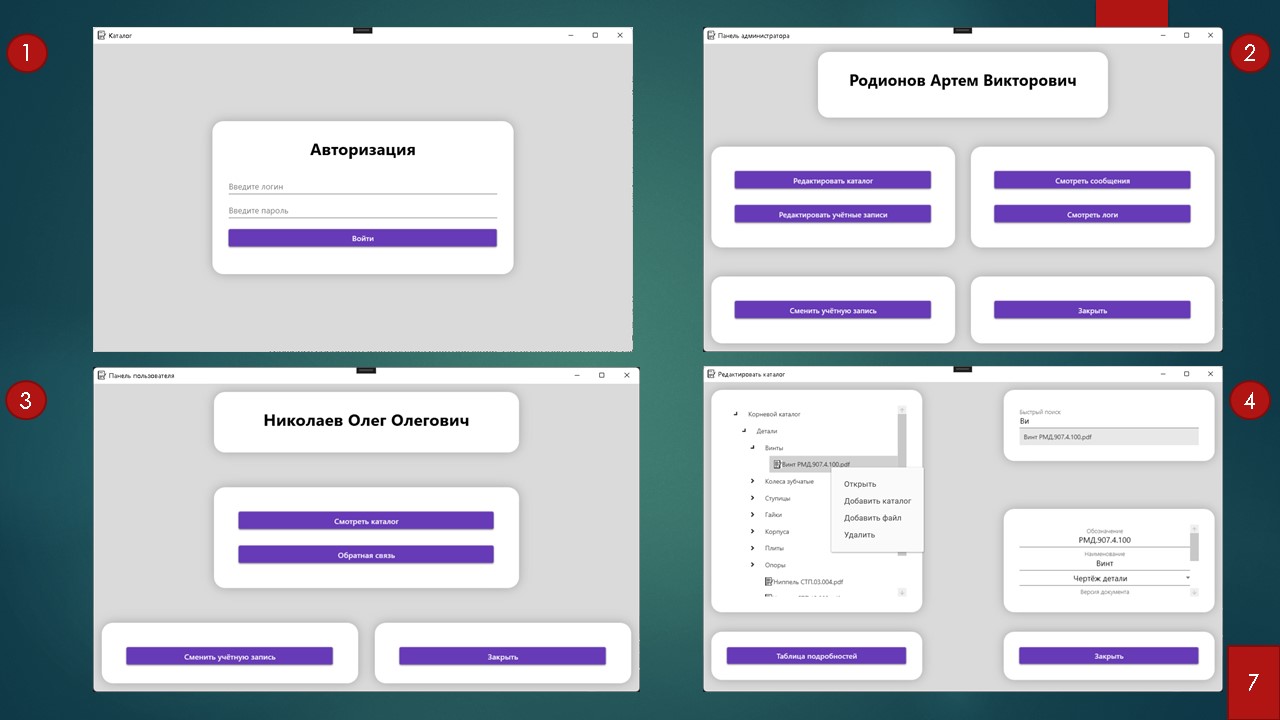 1
Каталог
Авторизация
Введите логин
Введите пароль
Войти
2
Панель администратора
Родионов Артем Викторович
Редактировать каталог
Редактировать учётные записи
Смотреть сообщения
Смотреть логи
Сменить учётную запись
Закрыть
3
Панель пользователя
Николаев Олег Олегович
Смотреть каталог
Обратная связь
Сменить учётную запись
Закрыть
4
Редактировать каталог
Корневой каталог
Детали
Винты
Винт РМД.907.4.100.pdf
Колеса зубчатые
Ступицы
Гайки
Корпуса
Плиты
Опоры
Ниппель СТП.03.004.pdf
Открыть
Добавить каталог
Добавить файл
Удалить
Быстрый поиск
Ви
Винт РМД.907.4.100.pdf
Обозначение
РМД.907.4.100
Наименование
Винт
Чертёж детали
Версия документа
Таблица подробностей
Закрыть
7